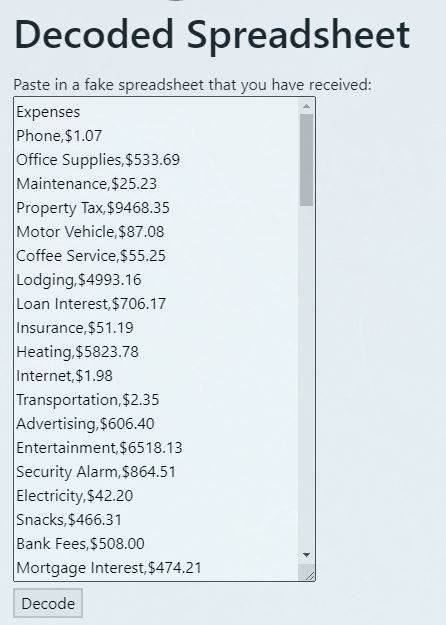 Decoded Spreadsheet
Paste in a fake spreadsheet that you have received:
Expenses
Phone,$1.07
Office Supplies,$533.69
Maintenance,$25.23
Property Tax,$9468.35
Motor Vehicle,$87.08
Coffee Service,$55.25
Lodging,$4993.16
Loan Interest,$706.17
Insurance,$51.19
Heating,$5823.78
Internet,$1.98
Transportation,$2.35
Advertising,$606.40
Entertainment,$6518.13
Security Alarm,$864.51
Electricity,$42.20
Snacks,$466.31
Bank Fees,$508.00
Mortgage Interest,$474.21
Decode